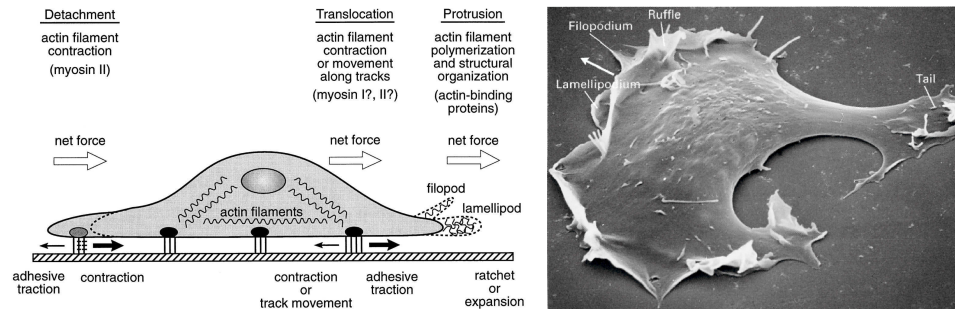 Detachment
actin filament
contraction
(myosin II)
Translocation
actin filament
contraction
or movement
along tracks
(myosin I?, II?)
Protrusion
actin filament
polymerization
and structural
organization
(actin-binding
proteins)
net force
net force
net force
filopod
lamellipod
actin filaments
adhesive
traction
contraction
contraction
or
track movement
adhesive
traction
ratchet or
expansion
Filopodium
Ruffle
Lamellipodium
Tail